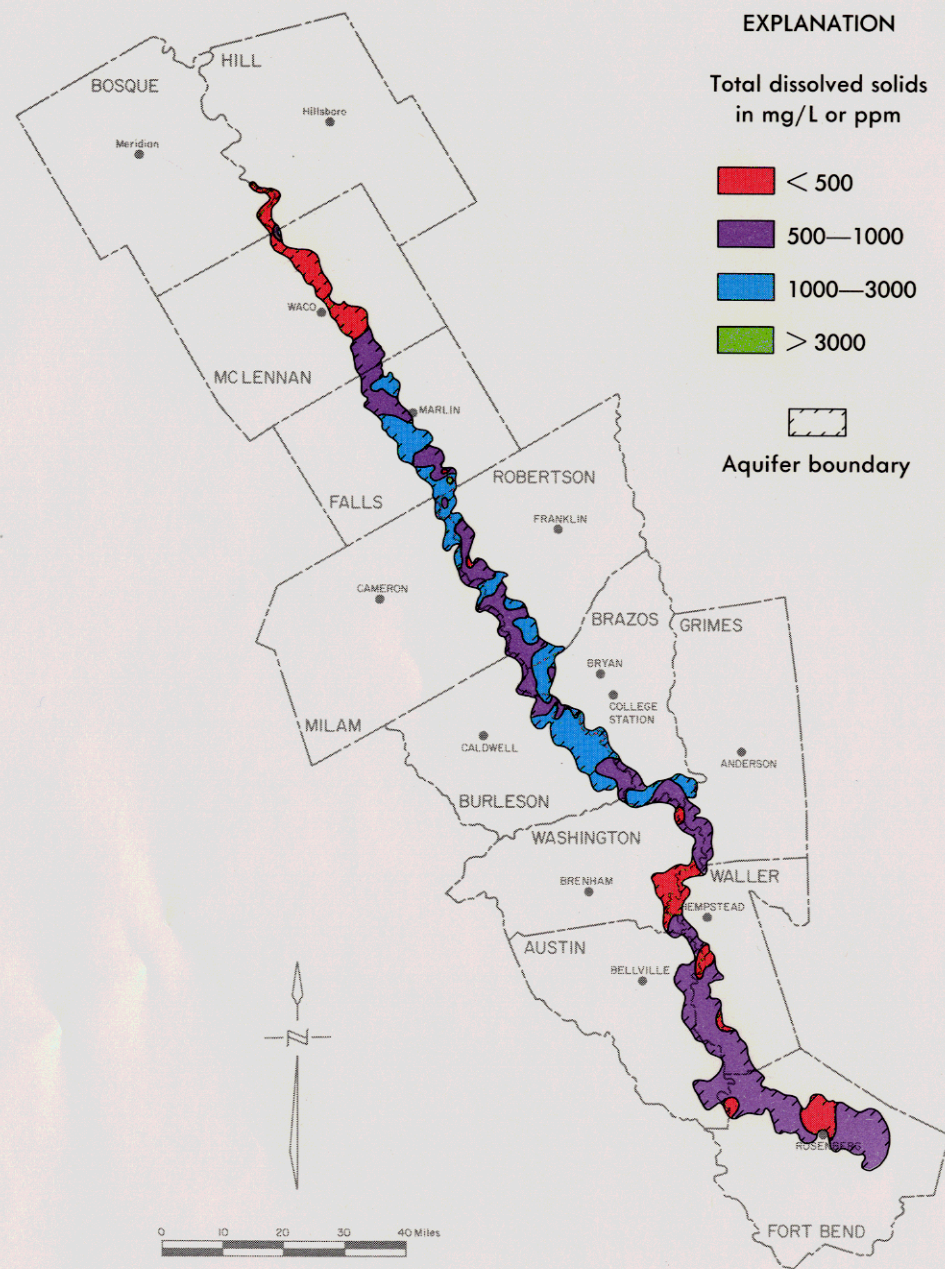 EXPLANATION
Total dissolved solids
in mg/L or ppm
< 500
500—1000
1000—3000
> 3000
Aquifer boundary
HILL
BOSQUE
Hillsboro
Meridian
WACO
MC LENNAN
MARLIN
ROBERTSON
FALLS
FRANKLIN
CAMERON
BRAZOS
GRIMES
BRYAN
COLLEGE
STATION
MILAM
CALDWELL
ANDERSON
BURLESON
WASHINGTON
WALLER
BRENHAM
HEMPSTEAD
AUSTIN
BELLVILLE
N
ROSENBERG
FORT BEND
0 10 20 30 40 Miles